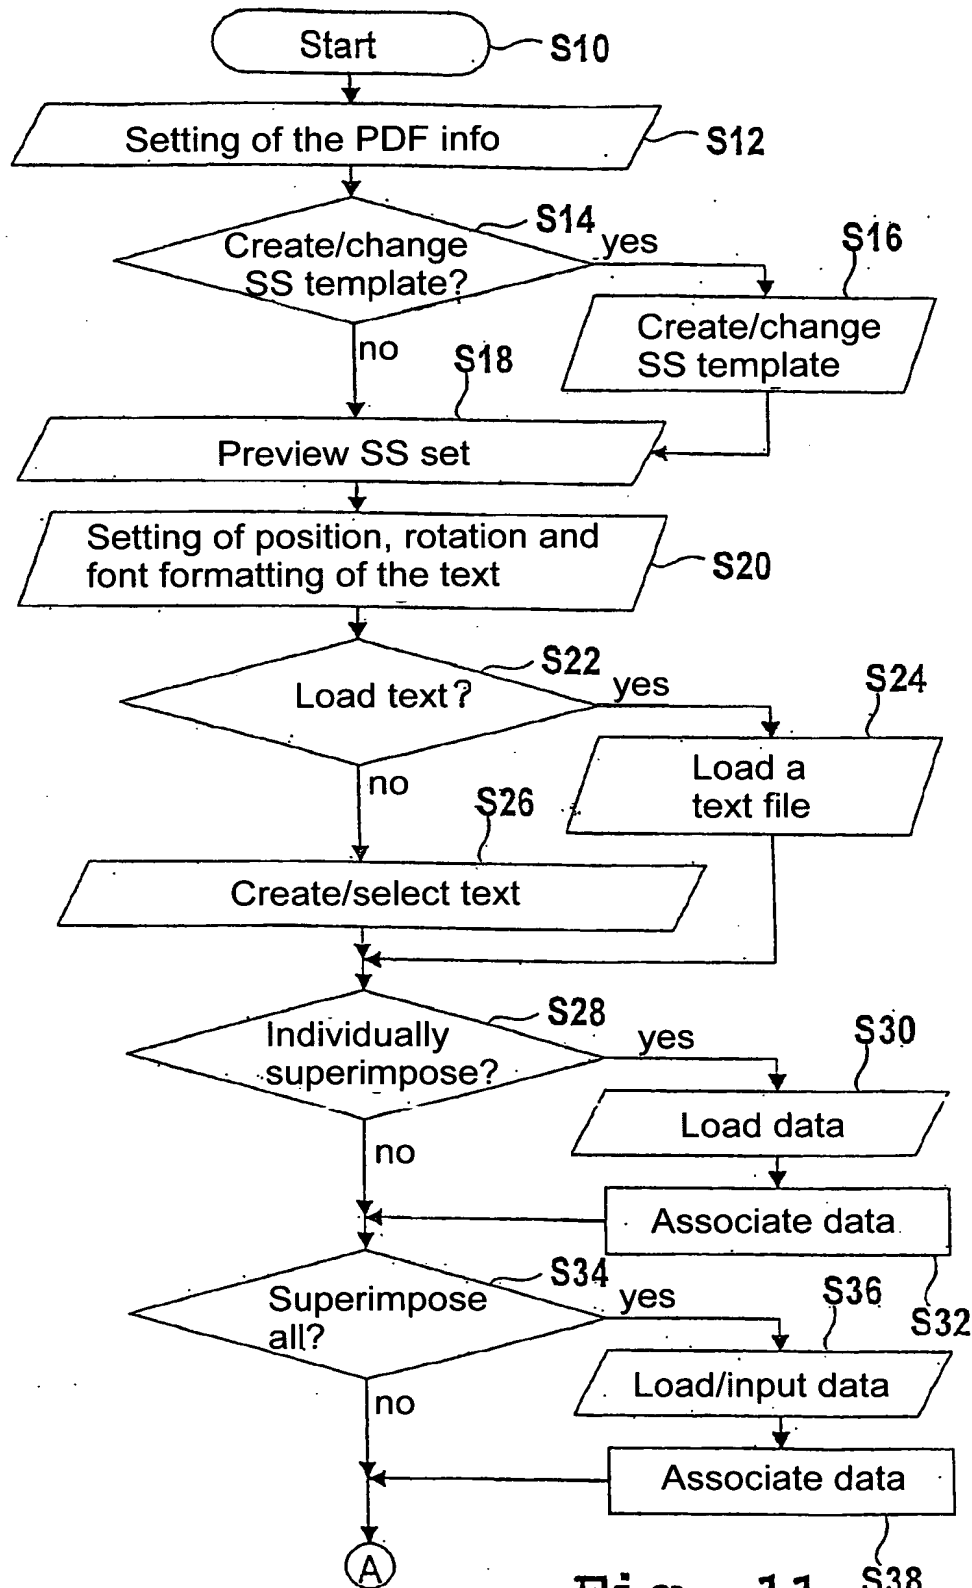 Start
S10
Setting of the PDF info
S12
S14
Create/change
SS template?
yes
S16
Create/change
SS template
no
S18
Preview SS set
Setting of position, rotation and
font formatting of the text
S20
S22
Load text?
yes
S24
Load a
text file
no
S26
Create/select text
S28
Individually
superimpose?
yes
S30
Load data
no
Associate data
S32
S34
Superimpose
all?
yes
S36
Load/input data
no
Associate data
S38
A
Fig. 11